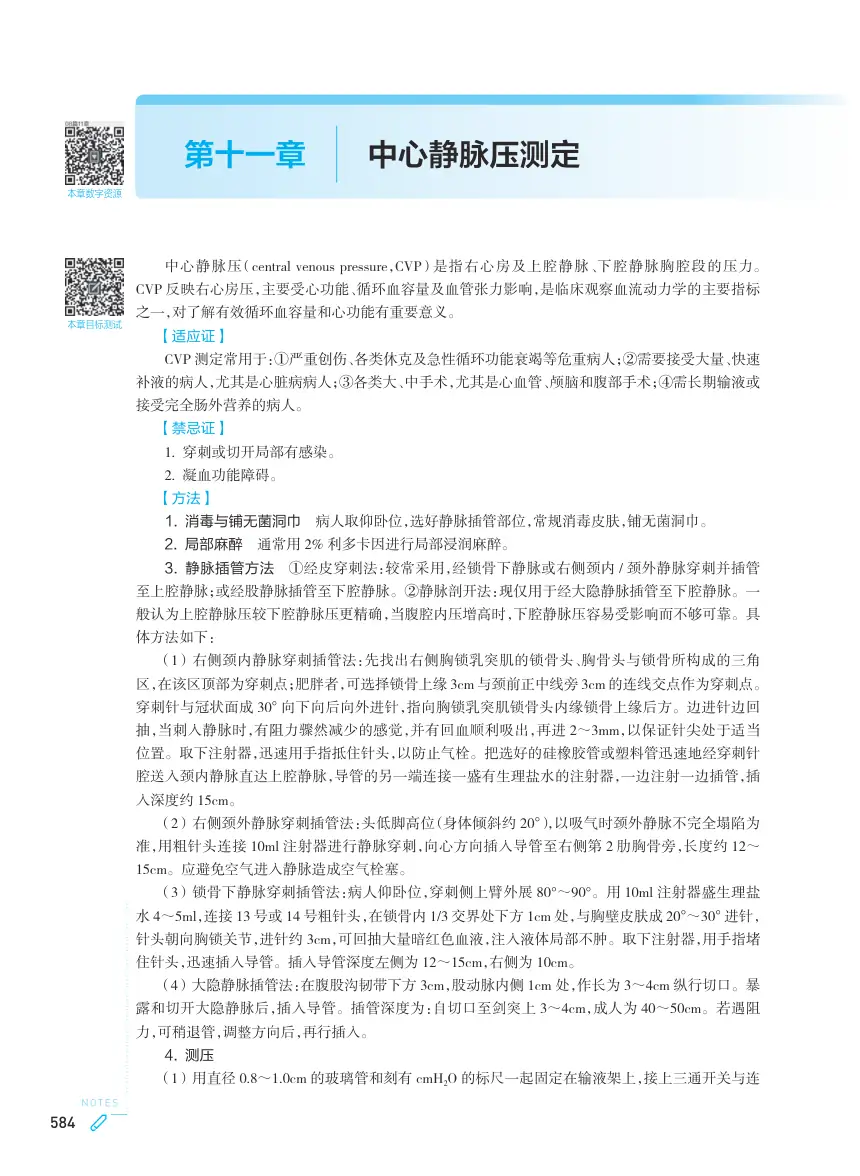 第十一章
中心静脉压测定
本章数字资源
本章目标测试
中心静脉压(central venous pressure,CVP)是指右心房及上腔静脉、下腔静脉胸腔段的压力。
CVP 反映右心房压,主要受心功能、循环血容量及血管张力影响,是临床观察血流动力学的主要指标
之一,对了解有效循环血容量和心功能有重要意义。
【适应证】
CVP 测定常用于:①严重创伤、各类休克及急性循环功能衰竭等危重病人;②需要接受大量、快速
补液的病人,尤其是心脏病病人;③各类大、中手术,尤其是心血管、颅脑和腹部手术;④需长期输液或
接受完全肠外营养的病人。
【禁忌证】
1. 穿刺或切开局部有感染。
2. 凝血功能障碍。
【方法】
1. 消毒与铺无菌洞巾 病人取仰卧位,选好静脉插管部位,常规消毒皮肤,铺无菌洞巾。
2. 局部麻醉 通常用 2% 利多卡因进行局部浸润麻醉。
3. 静脉插管方法 ①经皮穿刺法:较常采用,经锁骨下静脉或右侧颈内 / 颈外静脉穿刺并插管
至上腔静脉;或经股静脉插管至下腔静脉。②静脉剖开法:现仅用于经大隐静脉插管至下腔静脉。一
般认为上腔静脉压较下腔静脉压更精确,当腹腔内压增高时,下腔静脉压容易受影响而不够可靠。具
体方法如下:
(1)右侧颈内静脉穿刺插管法:先找出右侧胸锁乳突肌的锁骨头、胸骨头与锁骨所构成的三角
区,在该区顶部为穿刺点;肥胖者,可选择锁骨上缘 3cm 与颈前正中线旁 3cm 的连线交点作为穿刺点。
穿刺针与冠状面成 30° 向下向后向外进针,指向胸锁乳突肌锁骨头内缘锁骨上缘后方。边进针边回
抽,当刺入静脉时,有阻力骤然减少的感觉,并有回血顺利吸出,再进 2～3mm,以保证针尖处于适当
位置。取下注射器,迅速用手指抵住针头,以防止气栓。把选好的硅橡胶管或塑料管迅速地经穿刺针
腔送入颈内静脉直达上腔静脉,导管的另一端连接一盛有生理盐水的注射器,一边注射一边插管,插
入深度约 15cm。
(2)右侧颈外静脉穿刺插管法:头低脚高位(身体倾斜约 20°),以吸气时颈外静脉不完全塌陷为
准,用粗针头连接 10ml 注射器进行静脉穿刺,向心方向插入导管至右侧第 2 肋胸骨旁,长度约 12～
15cm。应避免空气进入静脉造成空气栓塞。
(3)锁骨下静脉穿刺插管法:病人仰卧位,穿刺侧上臂外展 80°～90°。用 10ml 注射器盛生理盐
水 4～5ml,连接 13 号或 14 号粗针头,在锁骨内 1/3 交界处下方 1cm 处,与胸壁皮肤成 20°～30° 进针,
针头朝向胸锁关节,进针约 3cm,可回抽大量暗红色血液,注入液体局部不肿。取下注射器,用手指堵
住针头,迅速插入导管。插入导管深度左侧为 12～15cm,右侧为 10cm。
(4)大隐静脉插管法:在腹股沟韧带下方 3cm,股动脉内侧 1cm 处,作长为 3～4cm 纵行切口。暴
露和切开大隐静脉后,插入导管。插管深度为:自切口至剑突上 3～4cm,成人为 40～50cm。若遇阻
力,可稍退管,调整方向后,再行插入。
4. 测压
(1)用直径 0.8～1.0cm 的玻璃管和刻有 cmH₂O 的标尺一起固定在输液架上,接上三通开关与连
NOTES
584